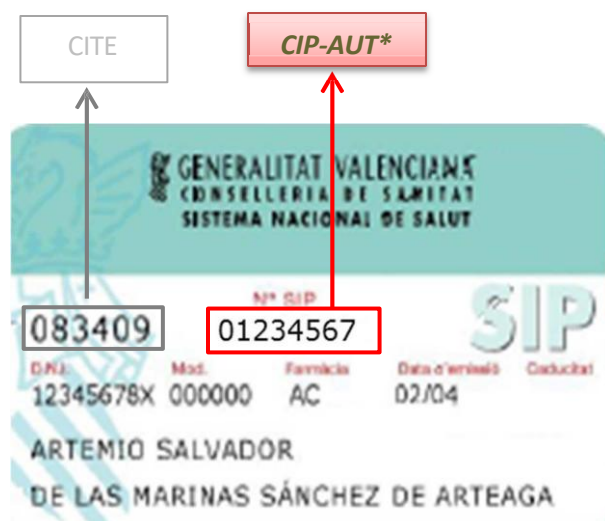 CITE
CIP-AUT*
GENERALITAT VALENCIANA
CONSELLERIA DE SANITAT
SISTEMA NACIONAL DE SALUT
Nº SIP
SIP
083409
01234567
D.N.I. Mod. Farmàcia Data d'emissió Caducitat
12345678X 000000 AC 02/04
ARTEMIO SALVADOR
DE LAS MARINAS SÁNCHEZ DE ARTEAGA